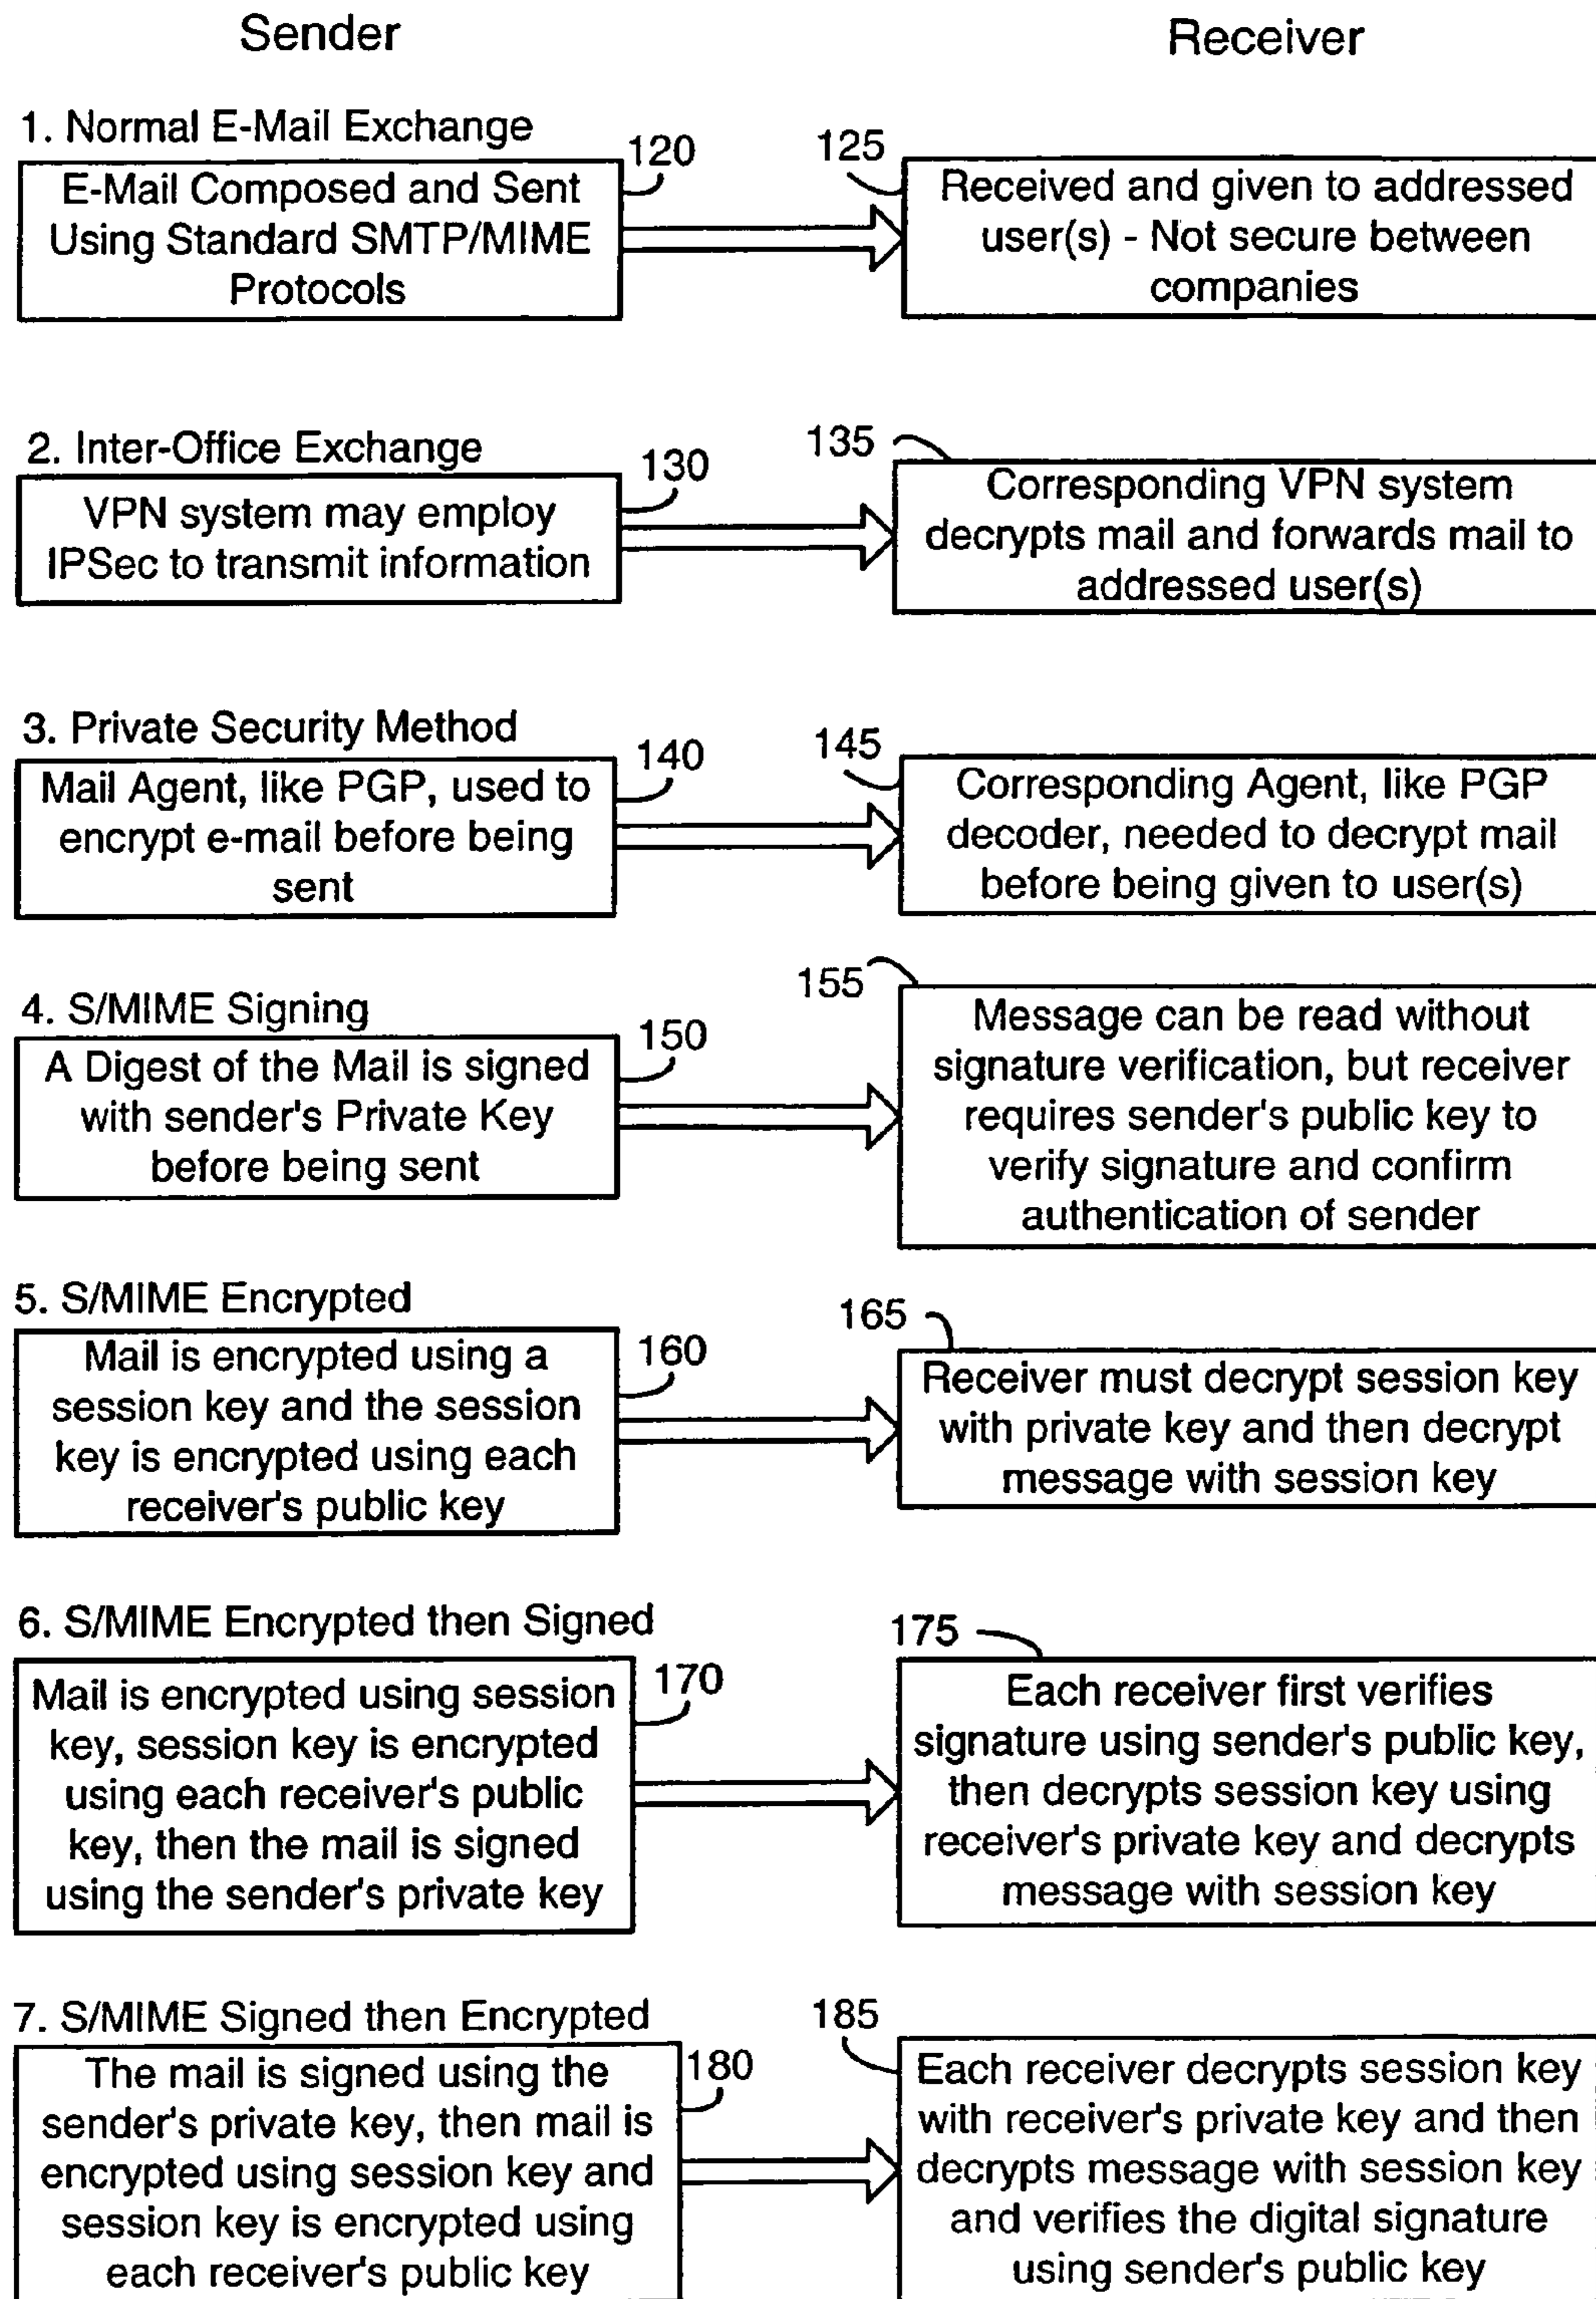 Sender
Receiver
1. Normal E-Mail Exchange
120
125
E-Mail Composed and Sent
Using Standard SMTP/MIME
Protocols
Received and given to addressed
user(s) - Not secure between
companies
2. Inter-Office Exchange
130
135
VPN system may employ
IPSec to transmit information
Corresponding VPN system
decrypts mail and forwards mail to
addressed user(s)
3. Private Security Method
140
145
Mail Agent, like PGP, used to
encrypt e-mail before being
sent
Corresponding Agent, like PGP
decoder, needed to decrypt mail
before being given to user(s)
4. S/MIME Signing
150
155
A Digest of the Mail is signed
with sender's Private Key
before being sent
Message can be read without
signature verification, but receiver
requires sender's public key to
verify signature and confirm
authentication of sender
5. S/MIME Encrypted
160
165
Mail is encrypted using a
session key and the session
key is encrypted using each
receiver's public key
Receiver must decrypt session key
with private key and then decrypt
message with session key
6. S/MIME Encrypted then Signed
170
175
Mail is encrypted using session
key, session key is encrypted
using each receiver's public
key, then the mail is signed
using the sender's private key
Each receiver first verifies
signature using sender's public key,
then decrypts session key using
receiver's private key and decrypts
message with session key
7. S/MIME Signed then Encrypted
180
185
The mail is signed using the
sender's private key, then mail is
encrypted using session key and
session key is encrypted using
each receiver's public key
Each receiver decrypts session key
with receiver's private key and then
decrypts message with session key
and verifies the digital signature
using sender's public key